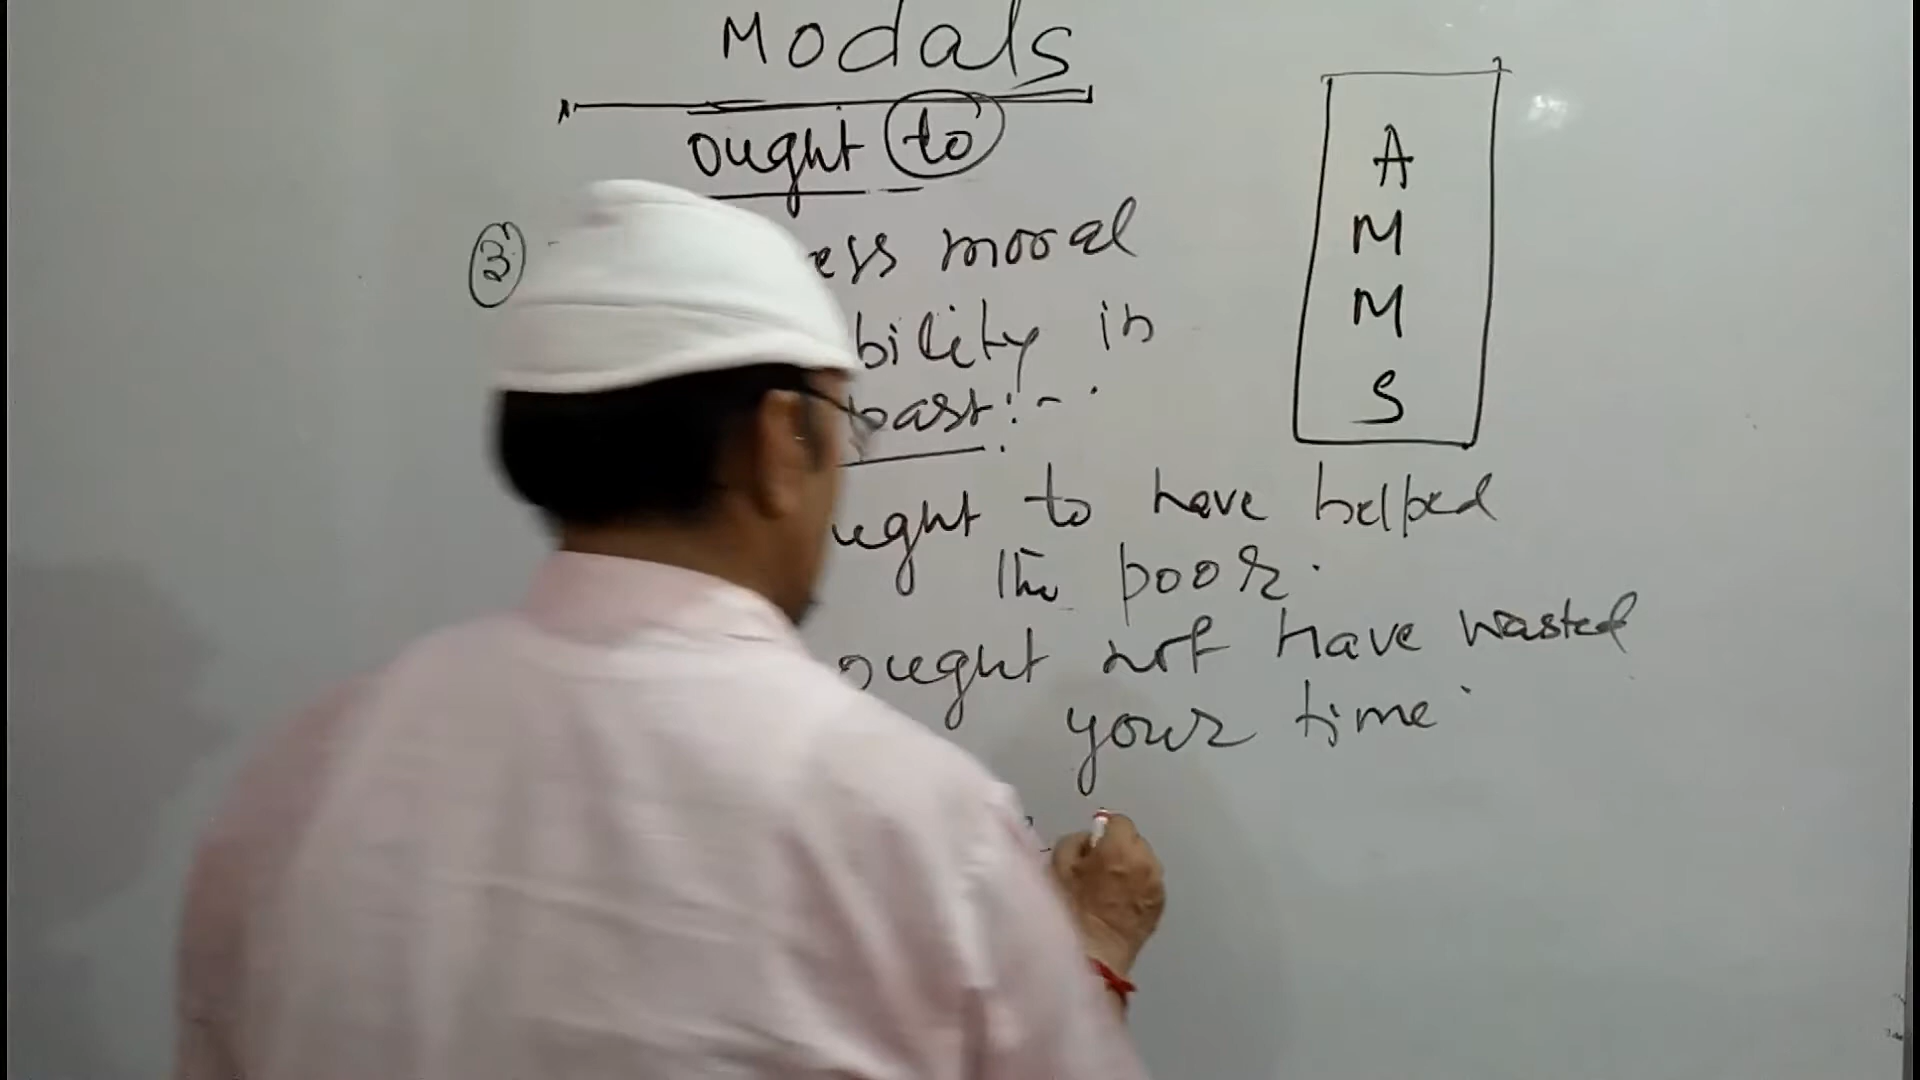 Modals
ought to
③ ess moral
bility in
past:-
ught to have helped
the poor.
ought not have wasted
your time
A
M
M
S